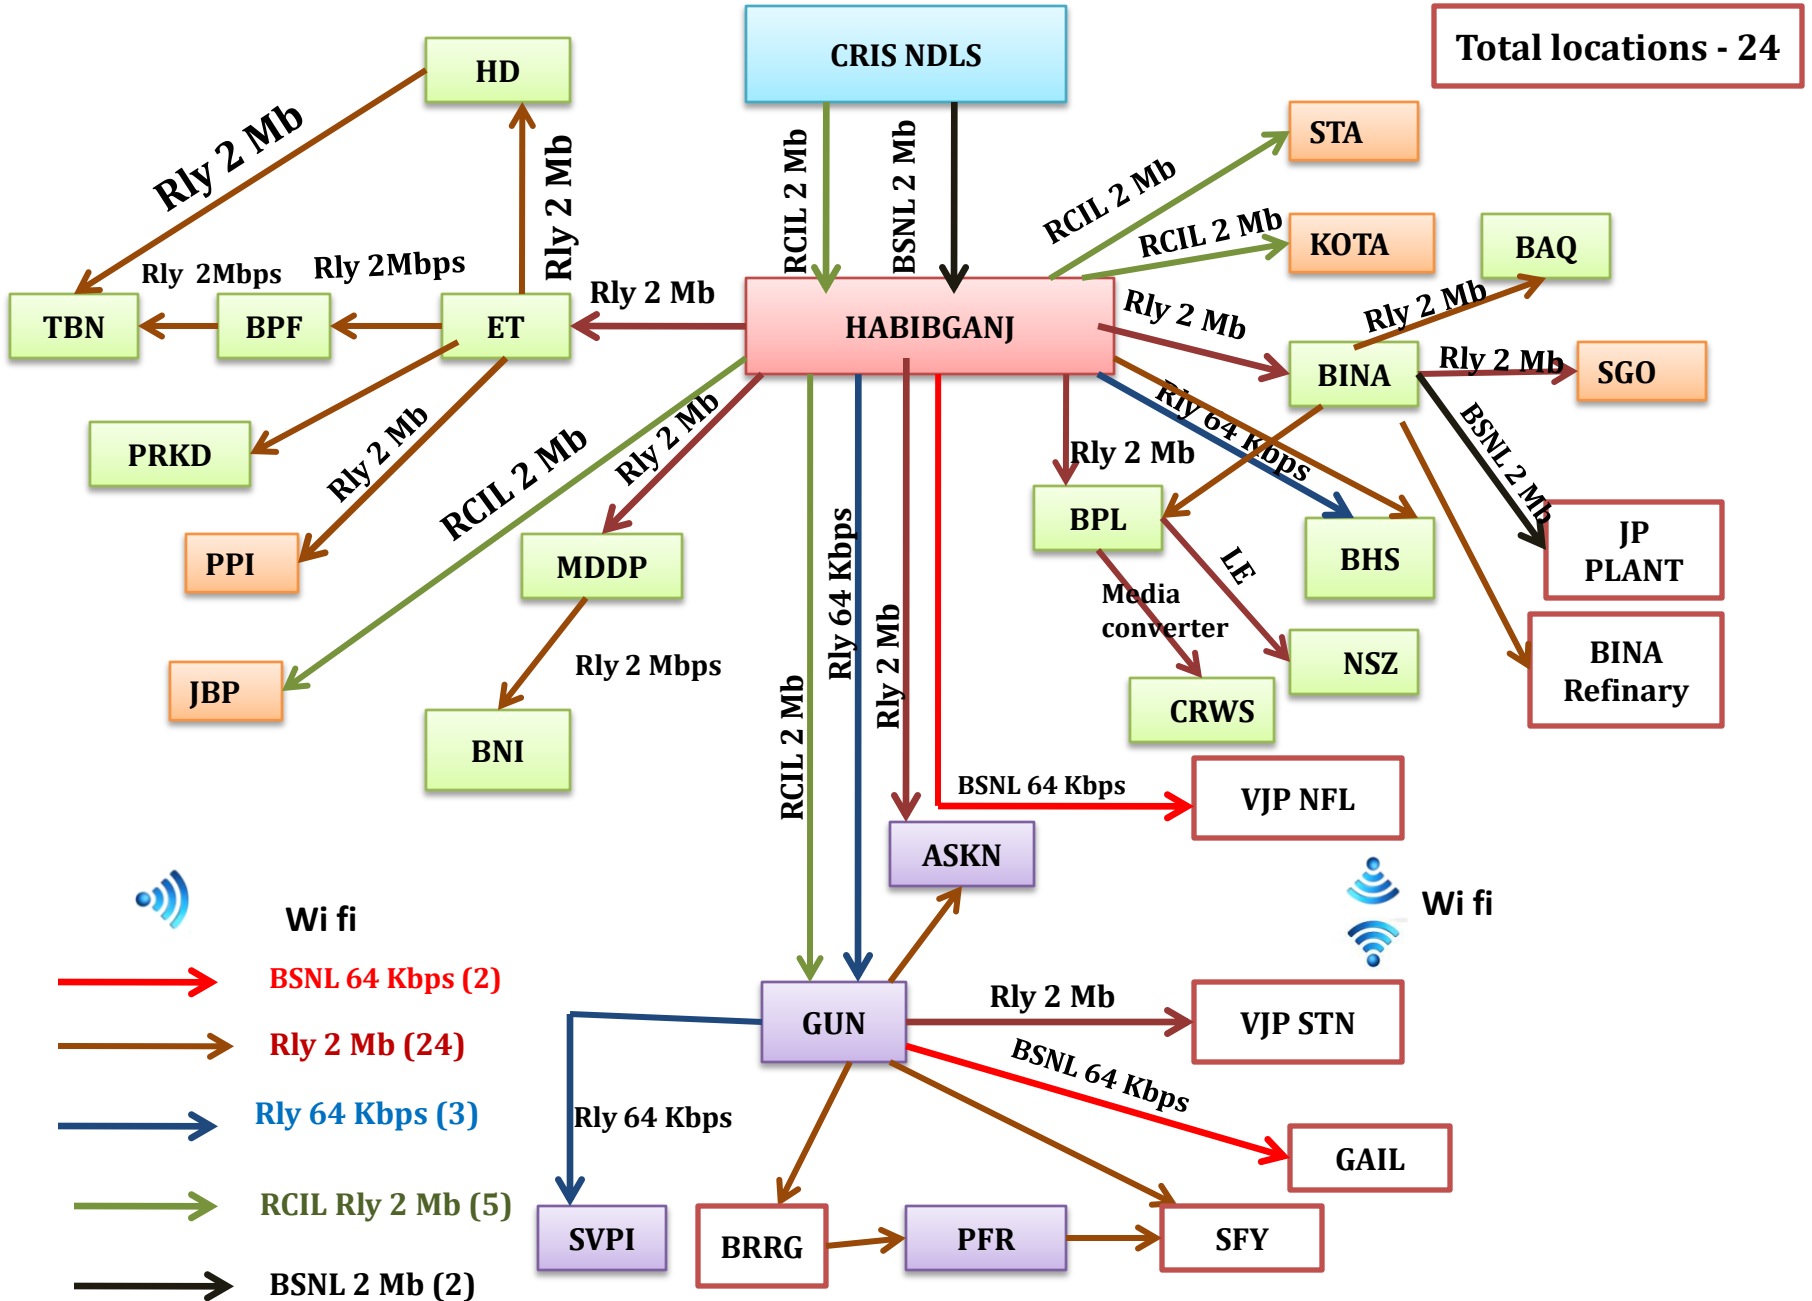 CRIS NDLS
Total locations - 24
HD
STA
Rly 2 Mb
Rly 2 Mb
RCIL 2 Mb
BSNL 2 Mb
RCIL 2 Mb
RCIL 2 Mb
KOTA
BAQ
Rly 2Mbps
Rly 2Mbps
Rly 2 Mb
Rly 2 Mb
Rly 2 Mb
TBN
BPF
ET
HABIBGANJ
BINA
Rly 2 Mb
SGO
PRKD
Rly 2 Mb
RCIL 2 Mb
Rly 2 Mb
Rly 2 Mb
Rly 64 Kbps
BSNL 2 Mb
PPI
MDDP
BPL
BHS
JP
PLANT
LE
Media
converter
JBP
Rly 2 Mbps
BNI
RCIL 2 Mb
Rly 64 Kbps
Rly 2 Mb
NSZ
CRWS
BINA
Refinary
BSNL 64 Kbps
VJP NFL
ASKN
Wi fi
Wi fi
GUN
Rly 2 Mb
VJP STN
BSNL 64 Kbps
GAIL
Rly 64 Kbps
SVPI
BRRG
PFR
SFY
BSNL 64 Kbps (2)
Rly 2 Mb (24)
Rly 64 Kbps (3)
RCIL Rly 2 Mb (5)
BSNL 2 Mb (2)